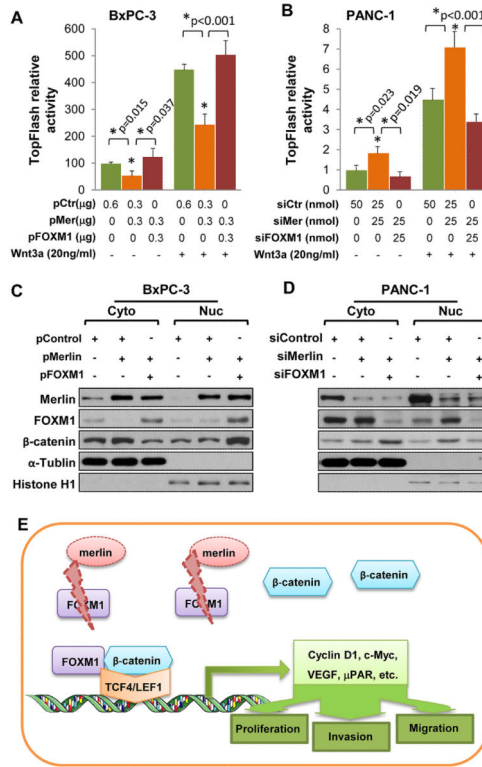 A
BxPC-3
TopFlash relative
activity
600
500
400
300
200
100
0
* p=0.015
* p=0.037
* p<0.001
*
*
pCtr(μg) 0.6 0.3 0 0.6 0.3 0
pMer(μg) 0 0.3 0.3 0 0.3 0.3
pFOXM1 (μg) 0 0 0.3 0 0 0.3
Wnt3a (20ng/ml) - - - + + +
B
PANC-1
TopFlash relative
activity
8
7
6
5
4
3
2
1
0
* p=0.023
* p=0.019
* p<0.001
*
*
siCtr (nmol) 50 25 0 50 25 0
siMer (nmol) 0 25 25 0 25 25
siFOXM1 (nmol) 0 0 25 0 0 25
Wnt3a (20ng/ml) - - - + + +
C
BxPC-3
Cyto Nuc
pControl + + - + + -
pMerlin - + + - + +
pFOXM1 - - + - - +
Merlin
FOXM1
β-catenin
α-Tublin
Histone H1
D
PANC-1
Cyto Nuc
siControl + + - + + -
siMerlin - + + - + +
siFOXM1 - - + - - +
E
merlin
FOXM1
merlin
FOXM1
β-catenin
β-catenin
FOXM1
β-catenin
TCF4/LEF1
Cyclin D1, c-Myc,
VEGF, μPAR, etc.
Proliferation
Invasion
Migration